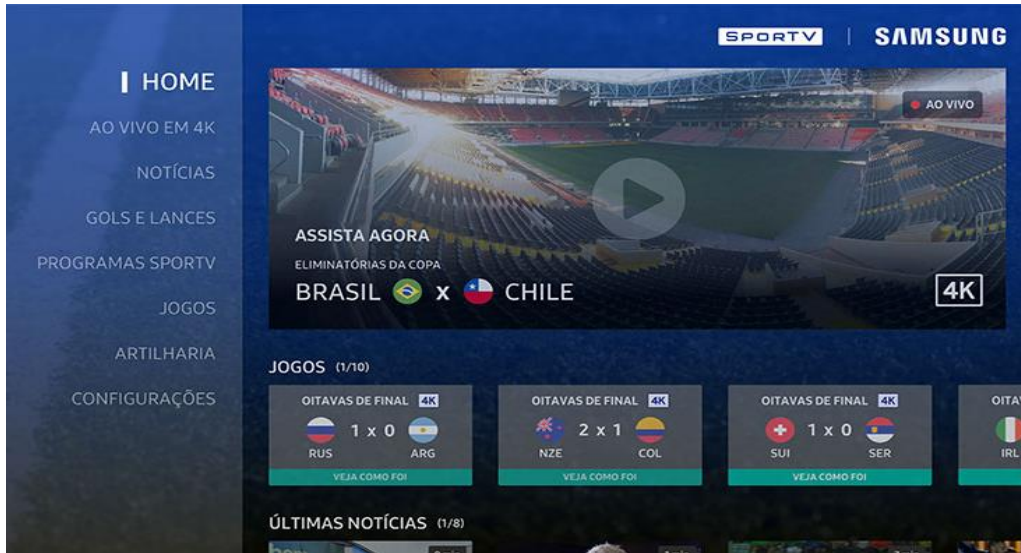 SPORTV | SAMSUNG
HOME
AO VIVO EM 4K
NOTÍCIAS
GOLS E LANCES
PROGRAMAS SPORTV
JOGOS
ARTILHARIA
CONFIGURAÇÕES
AO VIVO
ASSISTA AGORA
ELIMINATÓRIAS DA COPA
BRASIL x CHILE
4K
JOGOS (1/10)
OITAVAS DE FINAL 4K
1 x 0
RUS ARG
VEJA COMO FOI
OITAVAS DE FINAL 4K
2 x 1
NZE COL
VEJA COMO FOI
OITAVAS DE FINAL 4K
1 x 0
SUI SER
VEJA COMO FOI
OITA
IRL
ÚLTIMAS NOTÍCIAS (1/8)